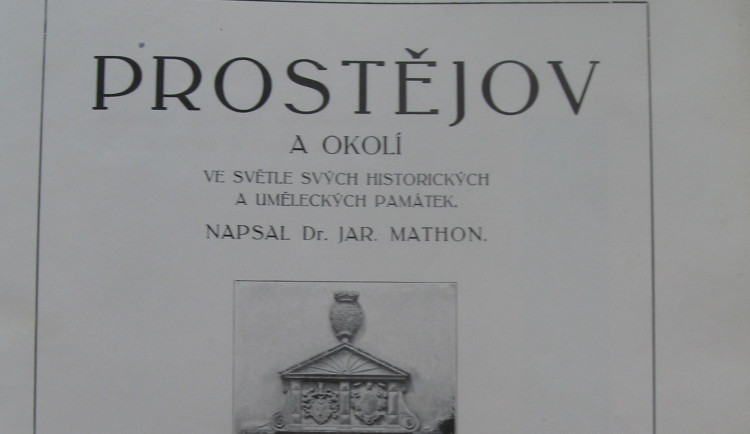 PROSTĚJOV
A OKOLÍ
VE SVĚTLE SVÝCH HISTORICKÝCH
A UMĚLECKÝCH PAMÁTEK.
NAPSAL Dr. JAR. MATHON.